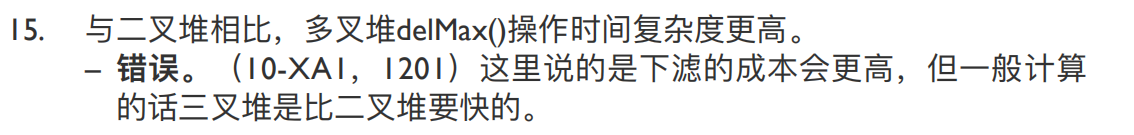 15. 与二叉堆相比，多叉堆delMax()操作时间复杂度更高。
– 错误。（10-XA1，1201）这里说的是下滤的成本会更高，但一般计算
的话三叉堆是比二叉堆要快的。